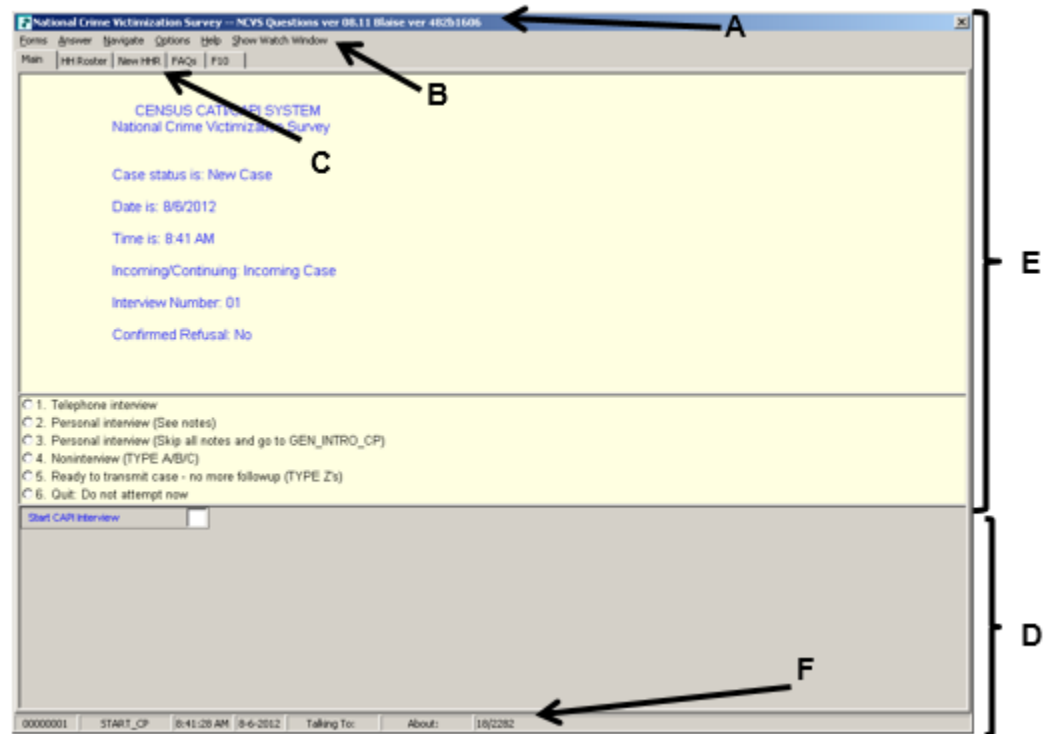 National Crime Victimization Survey -- NCVS Questions ver 08.11 Blaise ver 482b1606
A
Forms Answer Navigate Options Help Show Watch Window
B
Main HH Roster New HHR FAQs F10
C
CENSUS CATI/CAPI SYSTEM
National Crime Victimization Survey
Case status is: New Case
Date is: 8/6/2012
Time is: 8:41 AM
Incoming/Continuing: Incoming Case
E
Interview Number: 01
Confirmed Refusal: No
1. Telephone interview
2. Personal interview (See notes)
3. Personal interview (Skip all notes and go to GEN_INTRO_CP)
4. Noninterview (TYPE A/B/C)
5. Ready to transmit case - no more followup (TYPE Z's)
6. Quit: Do not attempt now
Start CAPI Interview
D
F
00000001 START_CP 8:41:28 AM 8-6-2012 Talking To: About: 18/2282